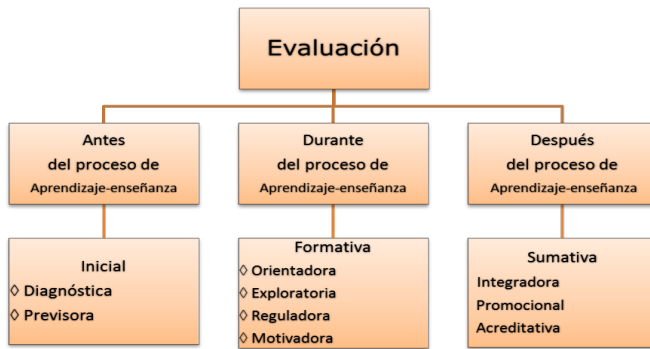 Evaluación
Antes
del proceso de
Aprendizaje-enseñanza
Durante
del proceso de
Aprendizaje-enseñanza
Después
del proceso de
Aprendizaje-enseñanza
Inicial
◊ Diagnóstica
◊ Previsora
Formativa
◊ Orientadora
◊ Exploratoria
◊ Reguladora
◊ Motivadora
Sumativa
Integradora
Promocional
Acreditativa